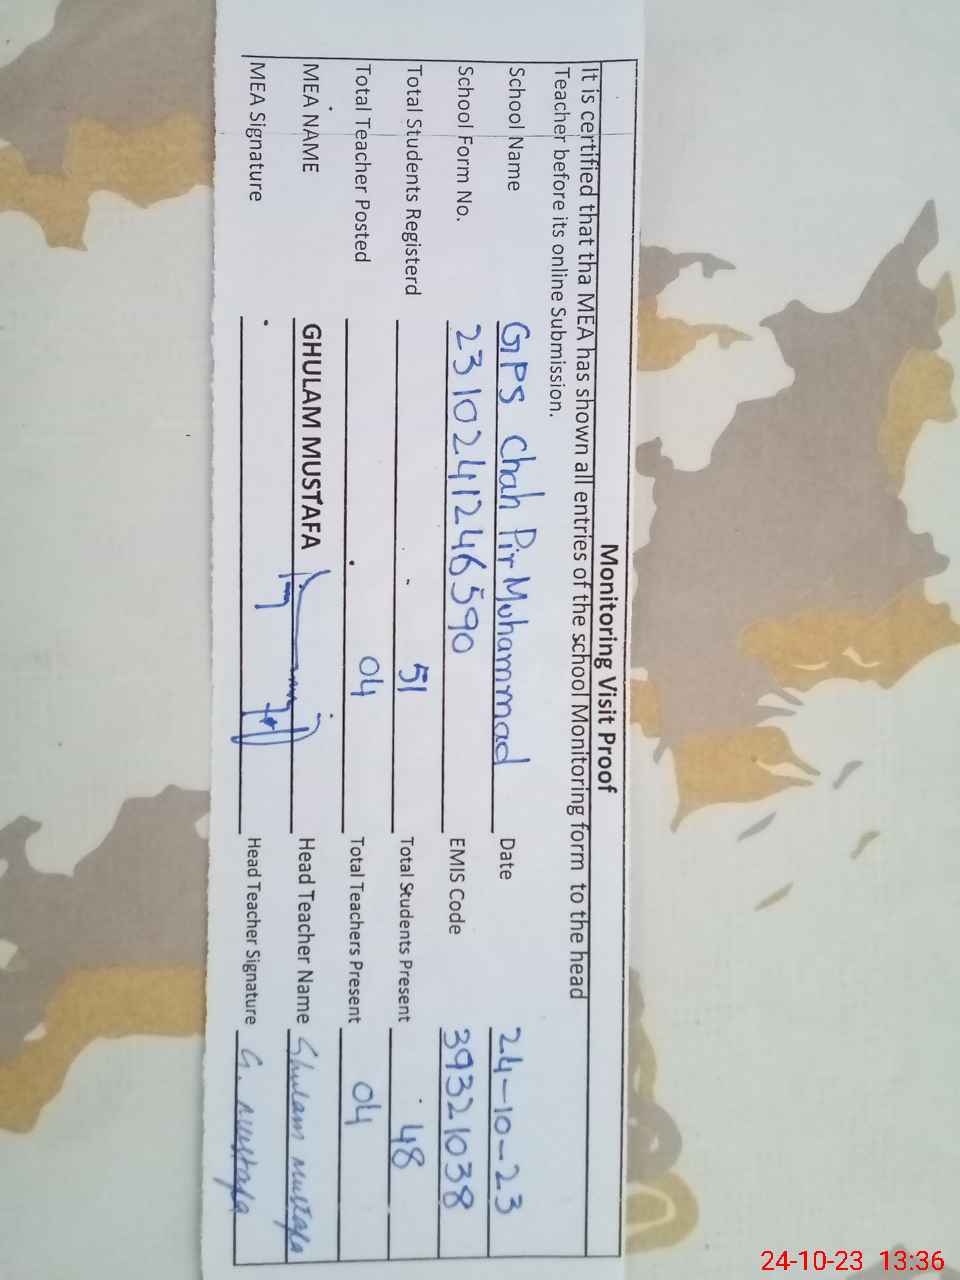 Monitoring Visit Proof
It is certified that tha MEA has shown all entries of the school Monitoring form to the head
Teacher before its online Submission.
School Name GPS Chah Pir Muhammad Date 24-10-23
School Form No. 2310241246590 EMIS Code 39321038
Total Students Registerd 51 Total Students Present 48
Total Teacher Posted 04 Total Teachers Present 04
MEA NAME GHULAM MUSTAFA Head Teacher Name Ghulam Mustafa
MEA Signature Head Teacher Signature G. Mustafa
24-10-23 13:36